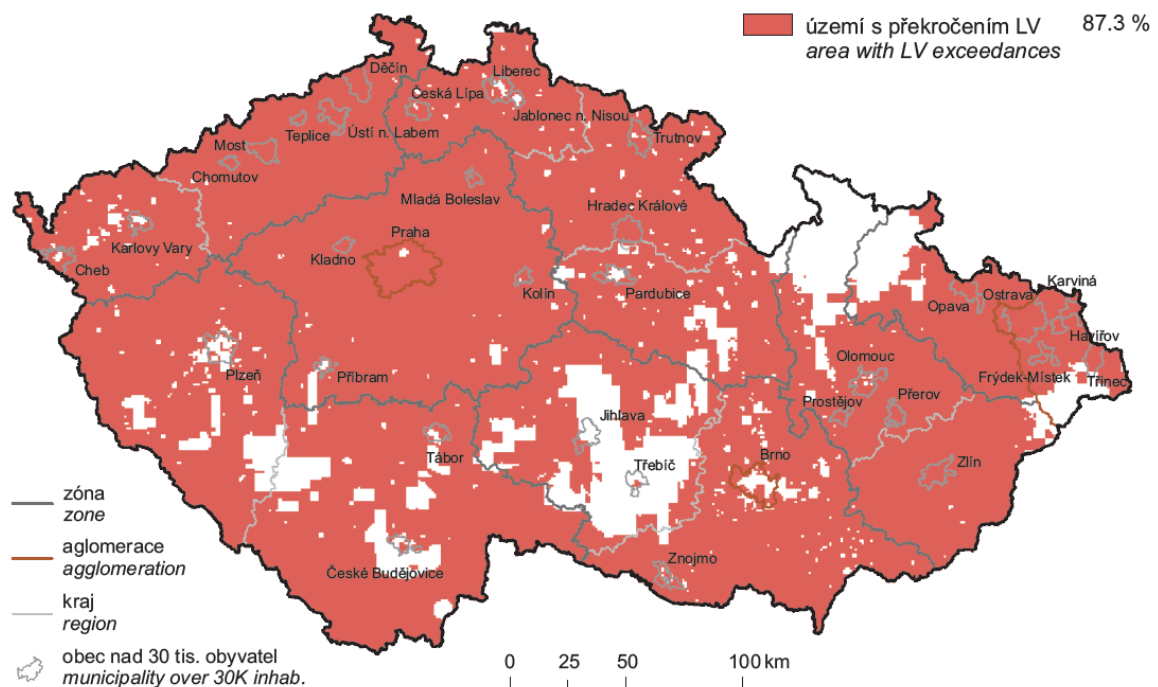 území s překročením LV 87.3 %
area with LV exceedances
Děčín
Liberec
Česká Lípa
Jablonec n. Nisou
Teplice
Ústí n. Labem
Trutnov
Most
Chomutov
Mladá Boleslav
Hradec Králové
Karlovy Vary
Praha
Kladno
Cheb
Kolín
Pardubice
Karviná
Ostrava
Opava
Havířov
Olomouc
Plzeň
Příbram
Frýdek-Místek
Třinec
Přerov
Prostějov
Jihlava
Tábor
Brno
Třebíč
Zlín
Znojmo
České Budějovice
zóna
zone
aglomerace
agglomeration
kraj
region
obec nad 30 tis. obyvatel
municipality over 30K inhab.
0 25 50 100 km